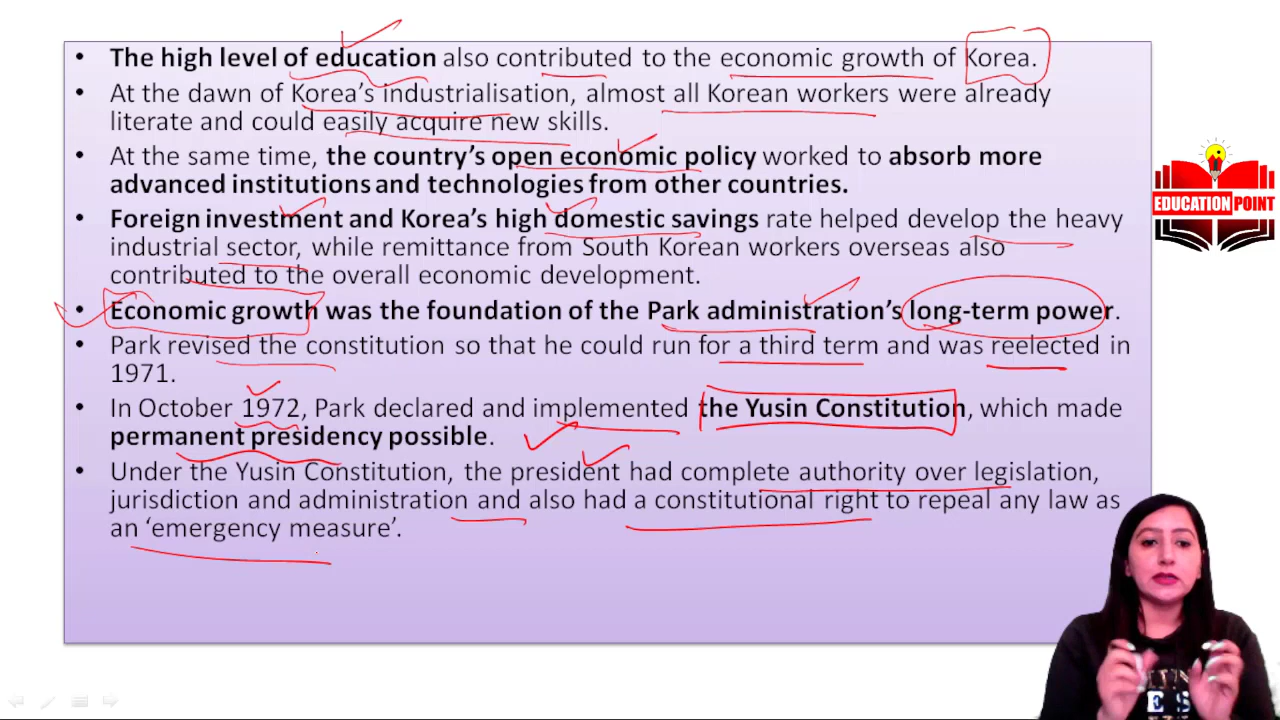 • The high level of education also contributed to the economic growth of Korea.
• At the dawn of Korea's industrialisation, almost all Korean workers were already
literate and could easily acquire new skills.
• At the same time, the country's open economic policy worked to absorb more
advanced institutions and technologies from other countries.
• Foreign investment and Korea's high domestic savings rate helped develop the heavy
industrial sector, while remittance from South Korean workers overseas also
contributed to the overall economic development.
• Economic growth was the foundation of the Park administration's long-term power.
• Park revised the constitution so that he could run for a third term and was reelected in
1971.
• In October 1972, Park declared and implemented the Yusin Constitution, which made
permanent presidency possible.
• Under the Yusin Constitution, the president had complete authority over legislation,
jurisdiction and administration and also had a constitutional right to repeal any law as
an 'emergency measure'.
EDUCATION POINT